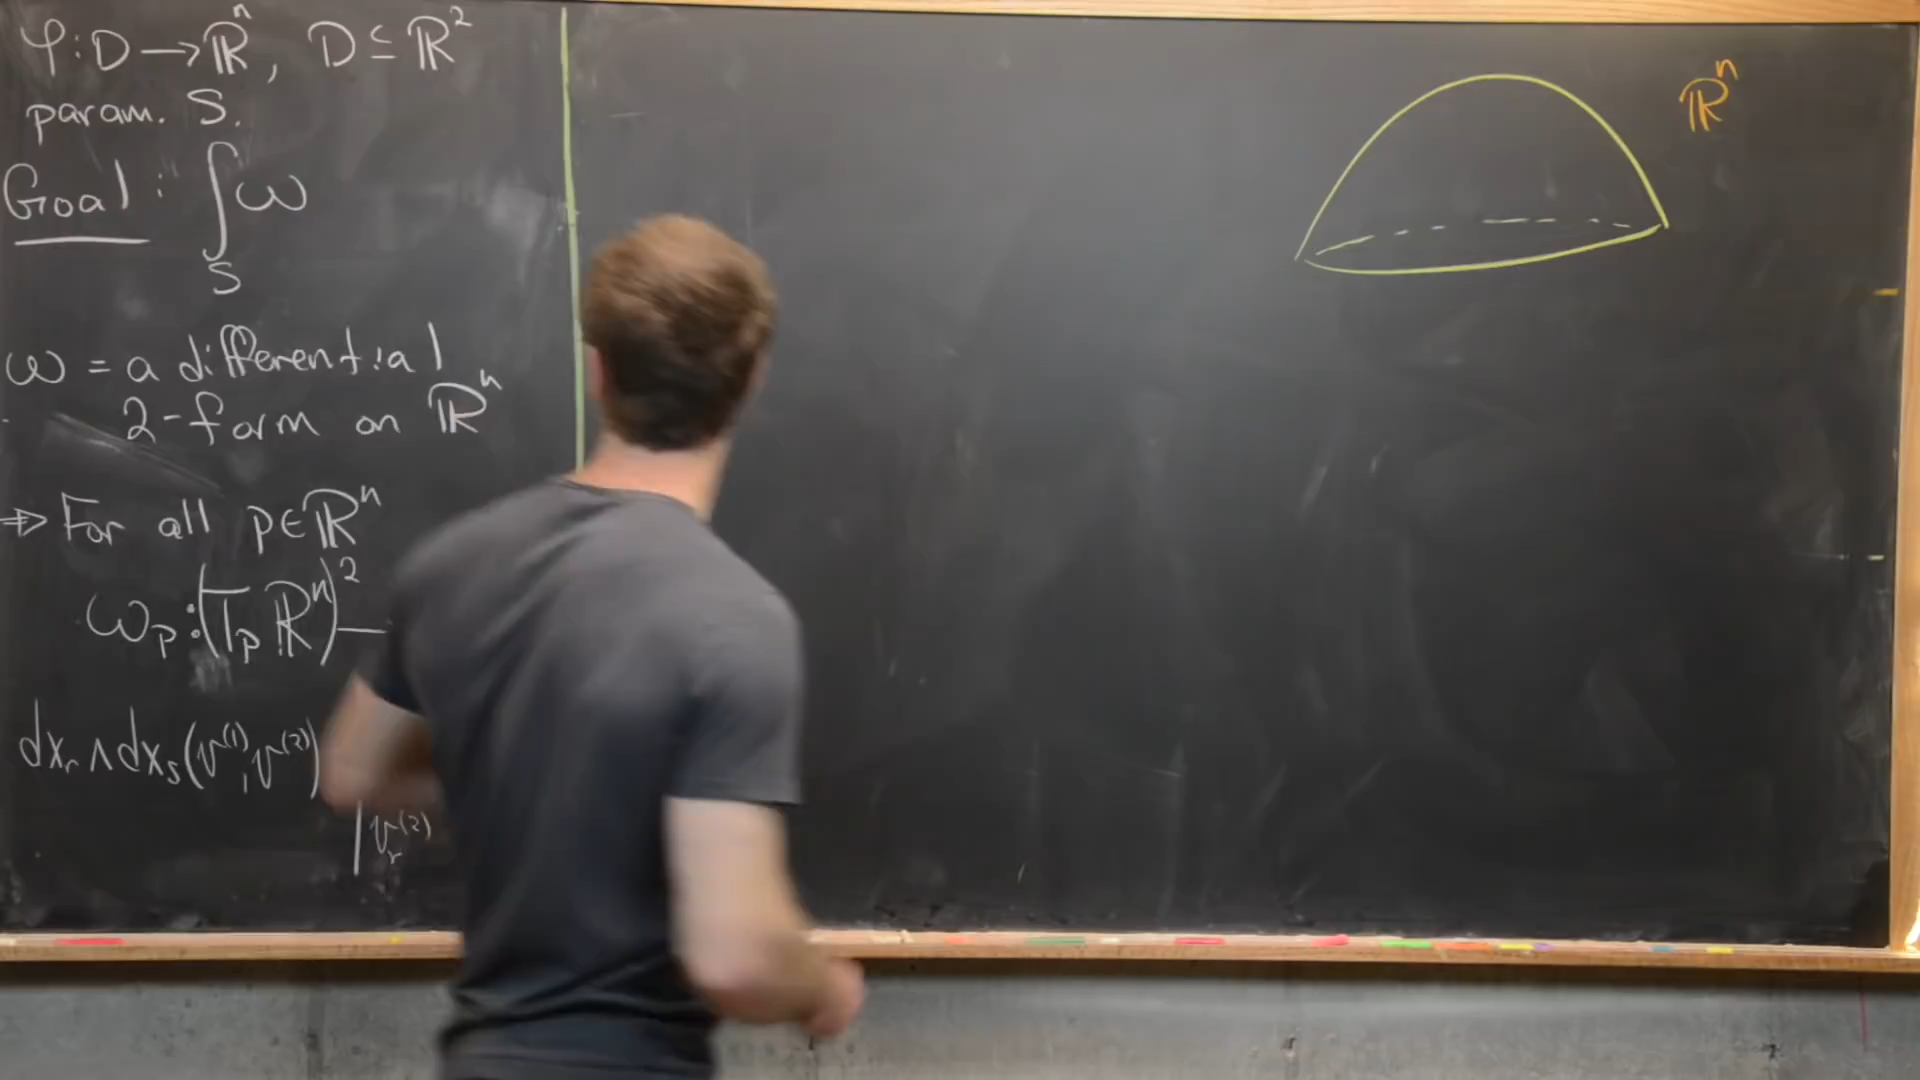 φ: D → ℝⁿ, D ⊆ ℝ²
param. S.
Goal: ∫_S ω
ω = a differential
2-form on ℝⁿ
⇒ For all p∈ℝⁿ
ω_p: (T_p ℝⁿ)² —
dx_r ∧ dx_s (v⁽¹⁾, v⁽²⁾)
| v_r⁽²⁾
ℝⁿ